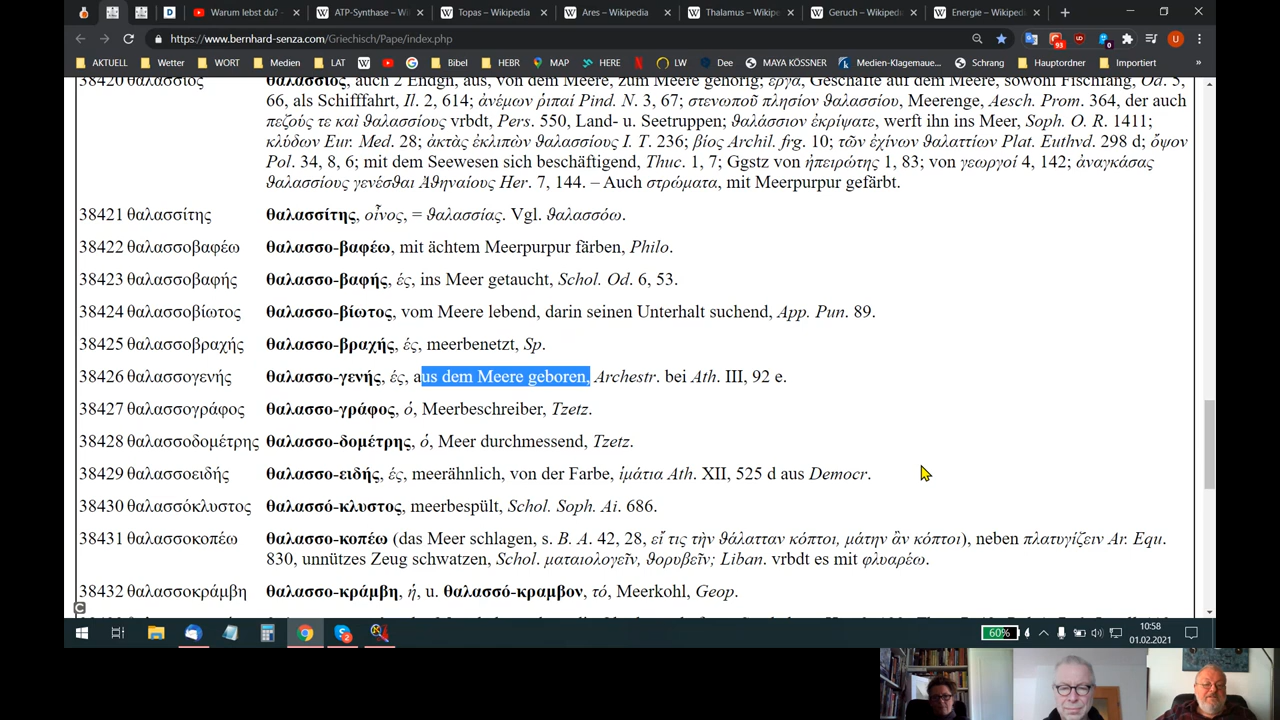 Warum lebst du? -
ATP-Synthase – Wi
Topas – Wikipedia
Ares – Wikipedia
Thalamus – Wikipe
Geruch – Wikipedi
Energie – Wikipedi
https://www.bernhard-senza.com/Griechisch/Pape/index.php
93 0 U
AKTUELL Wetter WORT Medien LAT G Bibel HEBR MAP HERE LW Dee MAYA KÖSSNER Medien-Klagemaue... Schrang Hauptordner Importiert
38420 θαλάσσιος θαλάσσιος, auch 2 Endgn, aus, von dem Meere, zum Meere gehörig; ἔργα, Geschäfte auf dem Meere, sowohl Fischfang, Od. 5,
66, als Schifffahrt, Il. 2, 614; ἀνέμων ῥιπαί Pind. N. 3, 67; στενωποῦ πλησίον θαλασσίου, Meerenge, Aesch. Prom. 364, der auch
πεζούς τε καὶ θαλασσίους vrbdt, Pers. 550, Land- u. Seetruppen; θαλάσσιον ἐκρίψατε, werft ihn ins Meer, Soph. O. R. 1411;
κλύδων Eur. Med. 28; ἀκτὰς ἐκλιπὼν θαλασσίους I. T. 236; βίος Archil. frg. 10; τῶν ἐχίνων θαλαττίων Plat. Euthvd. 298 d; ὄψον
Pol. 34, 8, 6; mit dem Seewesen sich beschäftigend, Thuc. 1, 7; Ggstz von ἠπειρώτης 1, 83; von γεωργοί 4, 142; ἀναγκάσας
θαλασσίους γενέσθαι Ἀθηναίους Her. 7, 144. – Auch στρώματα, mit Meerpurpur gefärbt.
38421 θαλασσίτης θαλασσίτης, οἶνος, = θαλασσίας. Vgl. θαλασσόω.
38422 θαλασσοβαφέω θαλασσο-βαφέω, mit ächtem Meerpurpur färben, Philo.
38423 θαλασσοβαφής θαλασσο-βαφής, ές, ins Meer getaucht, Schol. Od. 6, 53.
38424 θαλασσοβίωτος θαλασσο-βίωτος, vom Meere lebend, darin seinen Unterhalt suchend, App. Pun. 89.
38425 θαλασσοβραχής θαλασσο-βραχής, ές, meerbenetzt, Sp.
38426 θαλασσογενής θαλασσο-γενής, ές, aus dem Meere geboren, Archestr. bei Ath. III, 92 e.
38427 θαλασσογράφος θαλασσο-γράφος, ὁ, Meerbeschreiber, Tzetz.
38428 θαλασσοδομέτρης θαλασσο-δομέτρης, ὁ, Meer durchmessend, Tzetz.
38429 θαλασσοειδής θαλασσο-ειδής, ές, meerähnlich, von der Farbe, ἱμάτια Ath. XII, 525 d aus Democr.
38430 θαλασσόκλυστος θαλασσό-κλυστος, meerbespült, Schol. Soph. Ai. 686.
38431 θαλασσοκοπέω θαλασσο-κοπέω (das Meer schlagen, s. B. A. 42, 28, εἴ τις τὴν θάλατταν κόπτοι, μάτην ἂν κόπτοι), neben πλατυγίζειν Ar. Equ.
830, unnützes Zeug schwatzen, Schol. ματαιολογεῖν, θορυβεῖν; Liban. vrbdt es mit φλυαρέω.
38432 θαλασσοκράμβη θαλασσο-κράμβη, ἡ, u. θαλασσό-κραμβον, τό, Meerkohl, Geop.
60%
10:58
01.02.2021